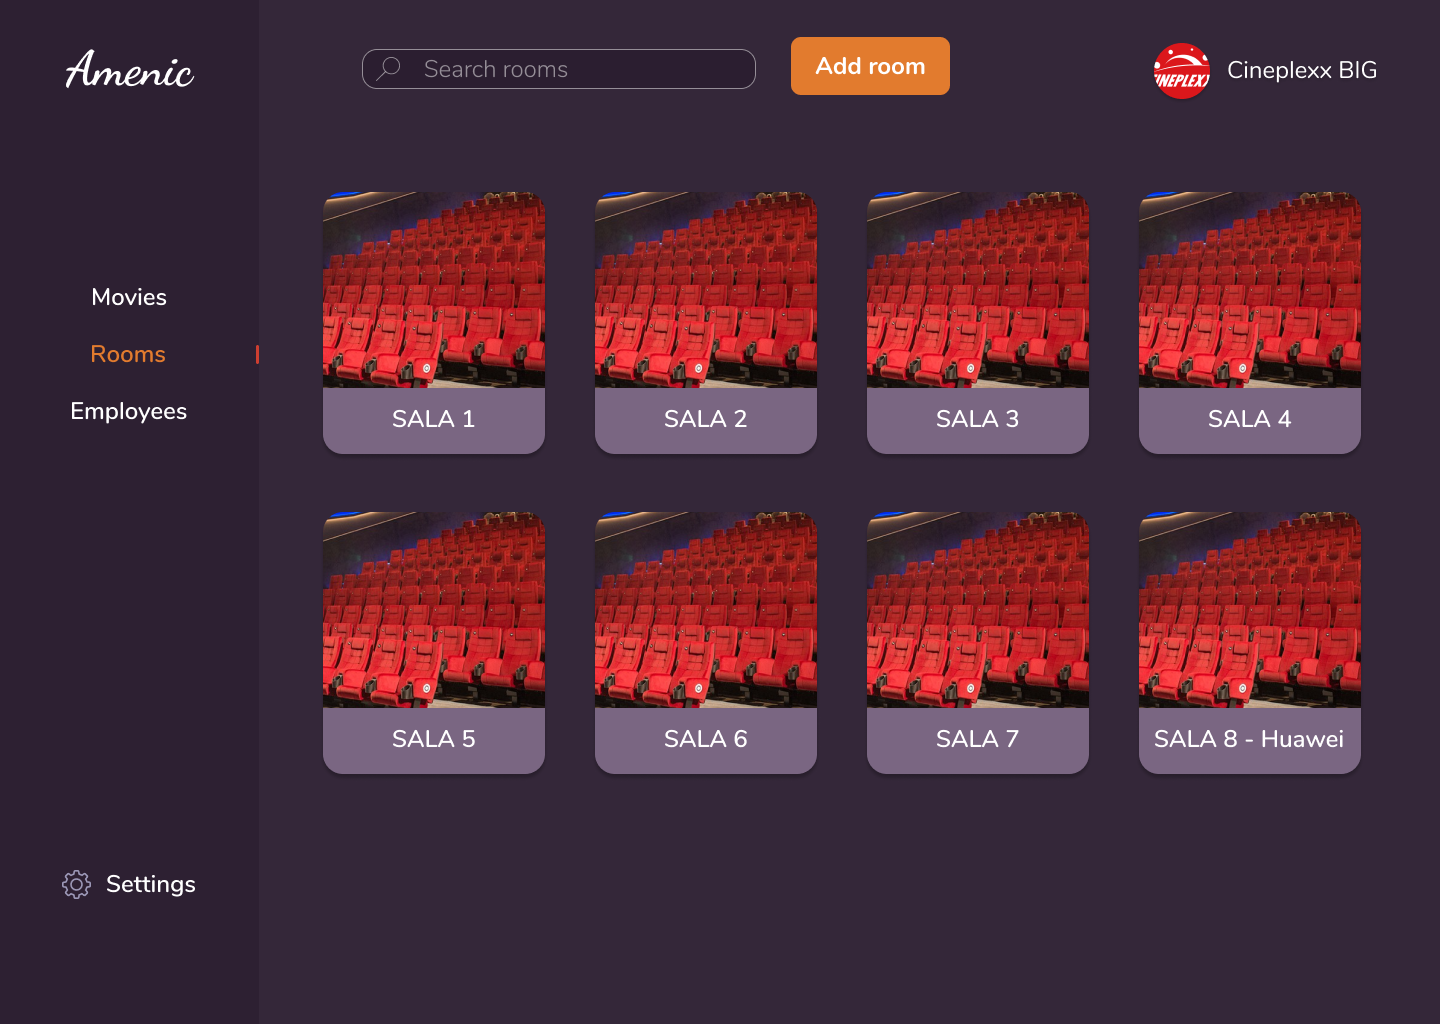 Amenic
Search rooms
Add room
CINEPLEXX
Cineplexx BIG
Movies
Rooms
Employees
Settings
SALA 1
SALA 2
SALA 3
SALA 4
SALA 5
SALA 6
SALA 7
SALA 8 - Huawei